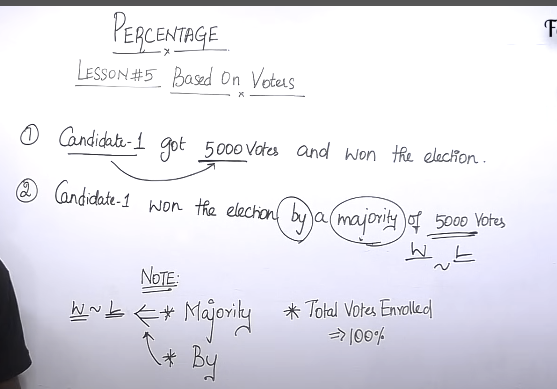 PERCENTAGE
LESSON#5 Based On Voters
① Candidate-1 got 5000 Votes and won the election.
② Candidate-1 won the election by a majority of 5000 Votes
W ~ L
NOTE:
W ~ L ⇐ * Majority * Total Votes Enrolled
⇒ 100%
* By